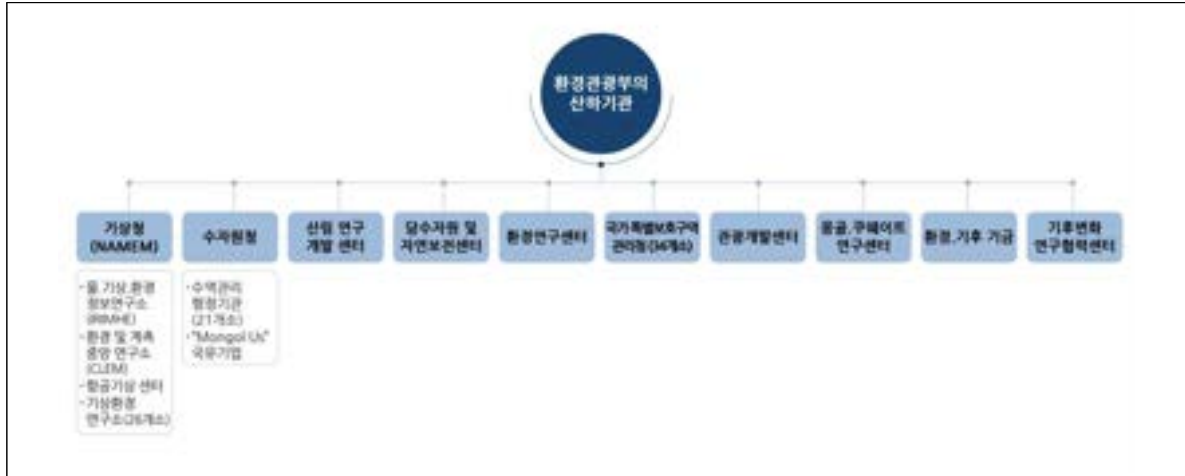 환경관광부의
산하기관
기상청
(NAMEM)
수자원청
산림 연구
개발 센터
담수자원 및
자연보전센터
환경연구센터
국가특별보호구역
관리청(34개소)
관광개발센터
몽골.쿠웨이트
연구센터
환경.기후 기금
기후변화
연구협력센터
·물.기상.환경
정보연구소
(IRIMHE)
·환경 및 계측
중앙 연구소
(CLEM)
·항공기상 센터
·기상환경
연구소(26개소)
·수역관리
행정기관
(21개소)
·"Mongol Us"
국유기업